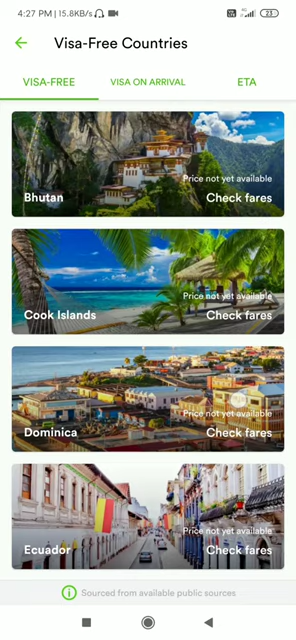 4:27 PM | 15.8KB/s
23
Visa-Free Countries
VISA-FREE
VISA ON ARRIVAL
ETA
Price not yet available
Bhutan
Check fares
Price not yet available
Cook Islands
Check fares
Price not yet available
Dominica
Check fares
Price not yet available
Ecuador
Check fares
Sourced from available public sources